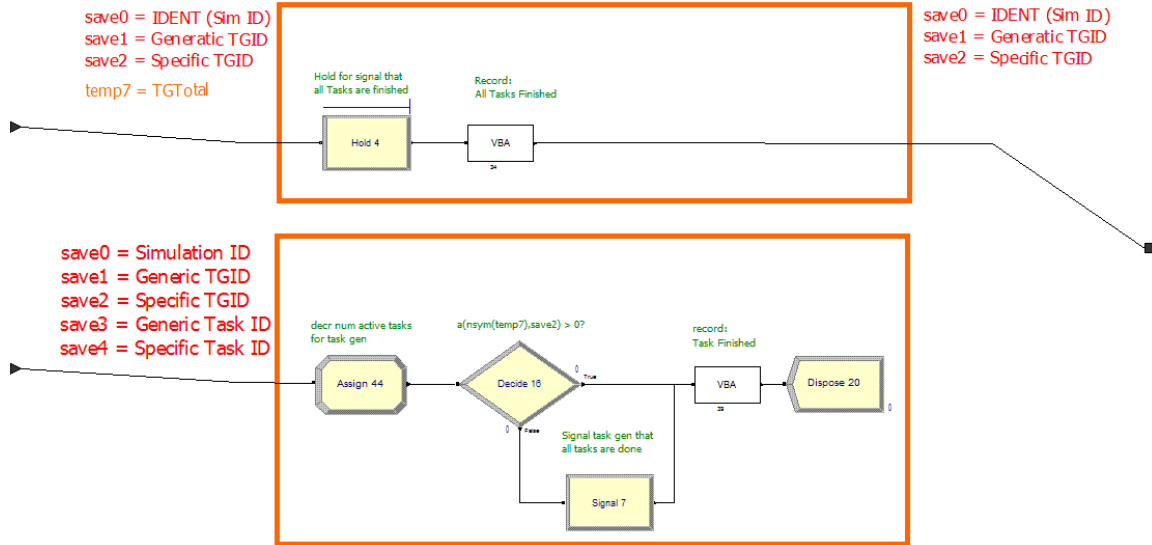 save0 = IDENT (Sim ID)
save1 = Generatic TGID
save2 = Specific TGID
temp7 = TGTotal
save0 = IDENT (Sim ID)
save1 = Generatic TGID
save2 = Specific TGID
Hold for signal that
all Tasks are finished
Record:
All Tasks Finished
Hold 4
VBA
34
save0 = Simulation ID
save1 = Generic TGID
save2 = Specific TGID
save3 = Generic Task ID
save4 = Specific Task ID
decr num active tasks
for task gen
a(nsym(temp7),save2) > 0?
record:
Task Finished
Assign 44
Decide 16
0
True
0
False
VBA
Dispose 20
0
Signal task gen that
all tasks are done
Signal 7